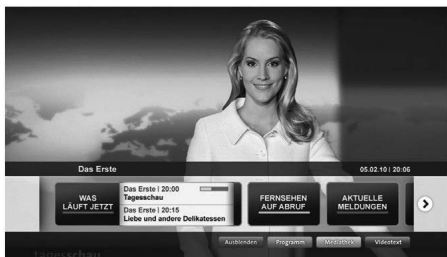 Das Erste
05.02.10 | 20:06
WAS
LÄUFT JETZT
Das Erste | 20:00
Tagesschau
Das Erste | 20:15
Liebe und andere Delikatessen
FERNSEHEN
AUF ABRUF
AKTUELLE
MELDUNGEN
Ausblenden
Programm
Mediathek
Videotext
tagesschau